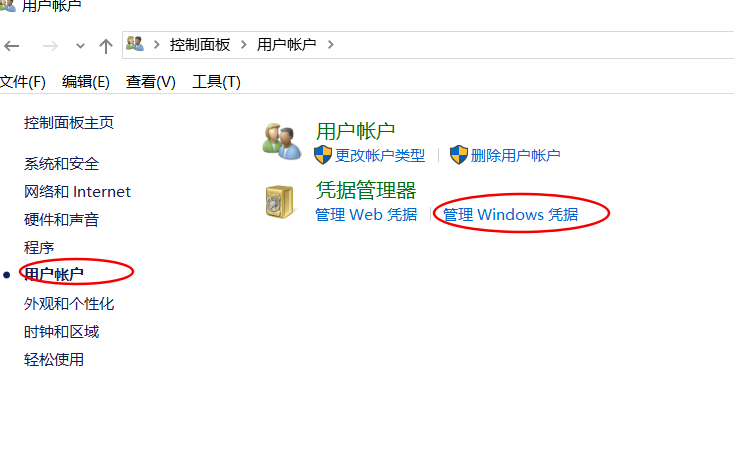 用户帐户
控制面板 用户帐户
文件(F) 编辑(E) 查看(V) 工具(T)
控制面板主页
系统和安全
网络和 Internet
硬件和声音
程序
用户帐户
外观和个性化
时钟和区域
轻松使用
用户帐户
更改帐户类型 删除用户帐户
凭据管理器
管理 Web 凭据 管理 Windows 凭据